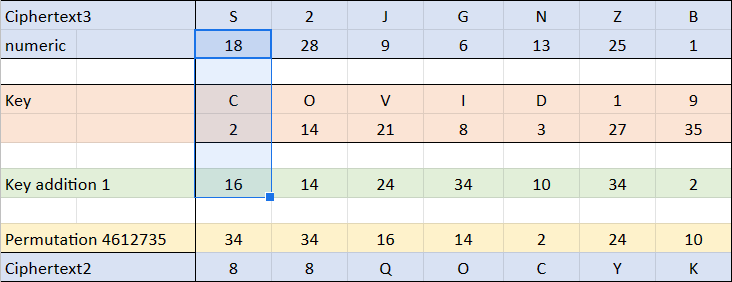 Ciphertext3 S 2 J G N Z B
numeric 18 28 9 6 13 25 1
Key C O V I D 1 9
2 14 21 8 3 27 35
Key addition 1 16 14 24 34 10 34 2
Permutation 4612735 34 34 16 14 2 24 10
Ciphertext2 8 8 Q O C Y K